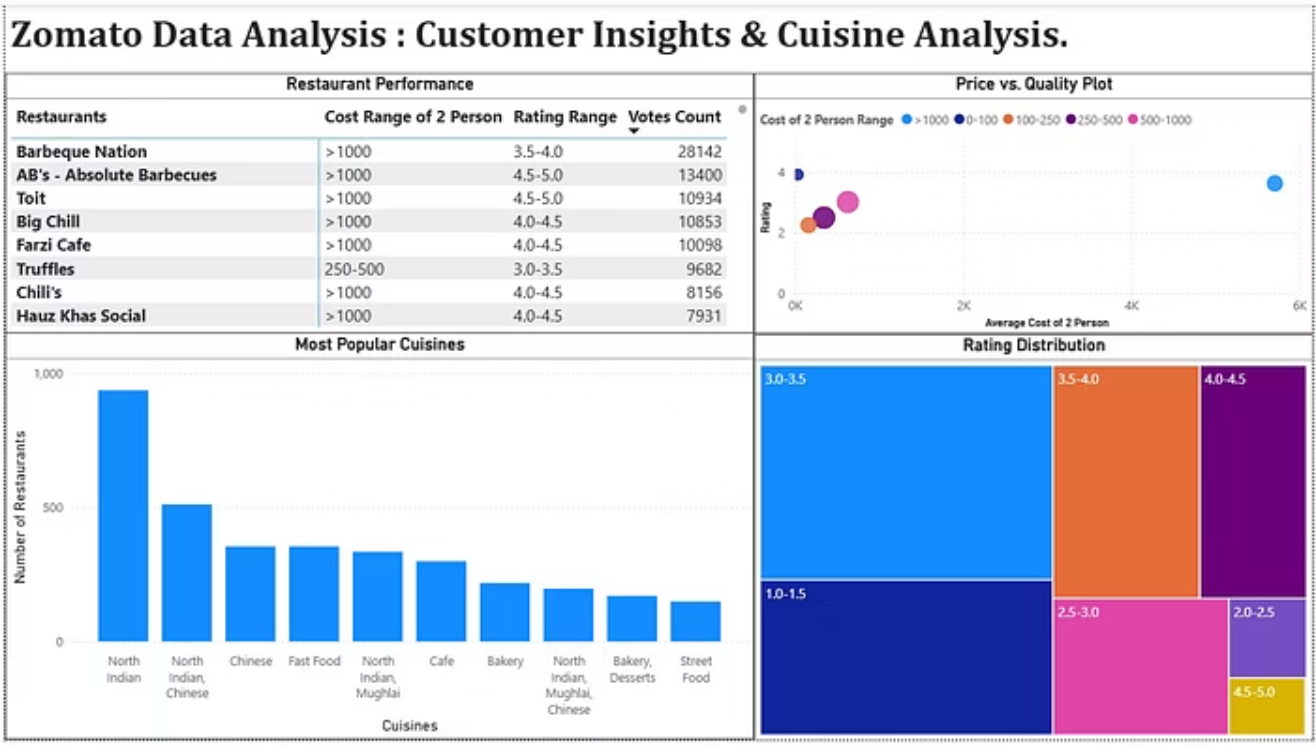 Zomato Data Analysis : Customer Insights & Cuisine Analysis.
Restaurant Performance
Restaurants Cost Range of 2 Person Rating Range Votes Count
Barbeque Nation >1000 3.5-4.0 28142
AB's - Absolute Barbecues >1000 4.5-5.0 13400
Toit >1000 4.5-5.0 10934
Big Chill >1000 4.0-4.5 10853
Farzi Cafe >1000 4.0-4.5 10098
Truffles 250-500 3.0-3.5 9682
Chili's >1000 4.0-4.5 8156
Hauz Khas Social >1000 4.0-4.5 7931
Price vs. Quality Plot
Cost of 2 Person Range >1000 0-100 100-250 250-500 500-1000
Rating
4
2
0
0K 2K 4K 6K
Average Cost of 2 Person
Most Popular Cuisines
Number of Restaurants
1,000
500
0
North Indian
North Indian, Chinese
Chinese
Fast Food
North Indian, Mughlai
Cafe
Bakery
North Indian, Mughlai, Chinese
Bakery, Desserts
Street Food
Cuisines
Rating Distribution
3.0-3.5
3.5-4.0
4.0-4.5
1.0-1.5
2.5-3.0
2.0-2.5
4.5-5.0